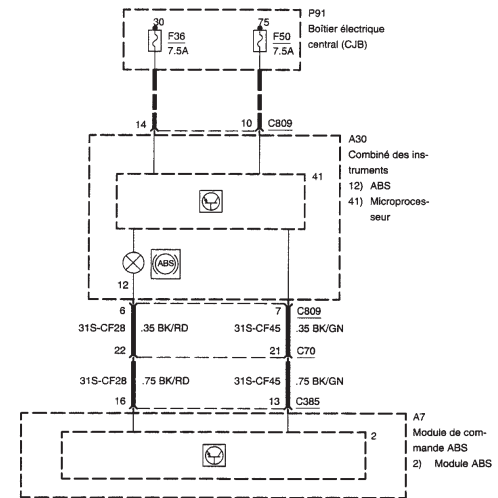 P91
30 75 Boîtier électrique
F36 F50 central (CJB)
7.5A 7.5A
14 10 C809
A30
Combiné des ins-
truments
41 12) ABS
41) Microproces-
seur
ABS
12
6 7 C809
31S-CF28 .35 BK/RD 31S-CF45 .35 BK/GN
22 21 C70
31S-CF28 .75 BK/RD 31S-CF45 .75 BK/GN
16 13 C385
A7
Module de com-
2 mande ABS
2) Module ABS